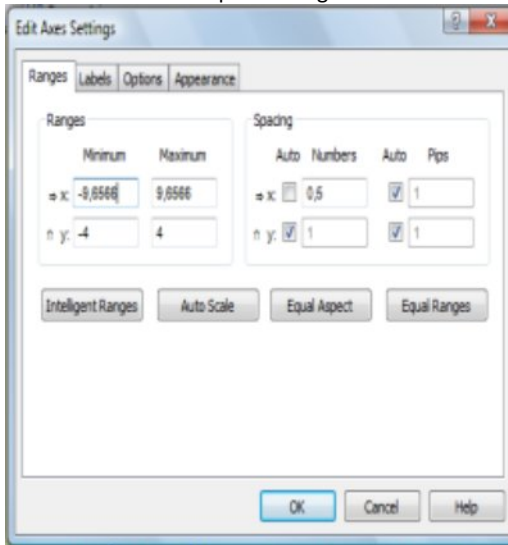 Edit Axes Settings
Ranges Labels Options Appearance
Ranges Spacing
Minimum Maximum Auto Numbers Auto Pips
⇒ x: -9,6566 9,6566 ⇒ x: 0,5 1
⇑ y: -4 4 ⇑ y: 1 1
Intelligent Ranges Auto Scale Equal Aspect Equal Ranges
OK Cancel Help